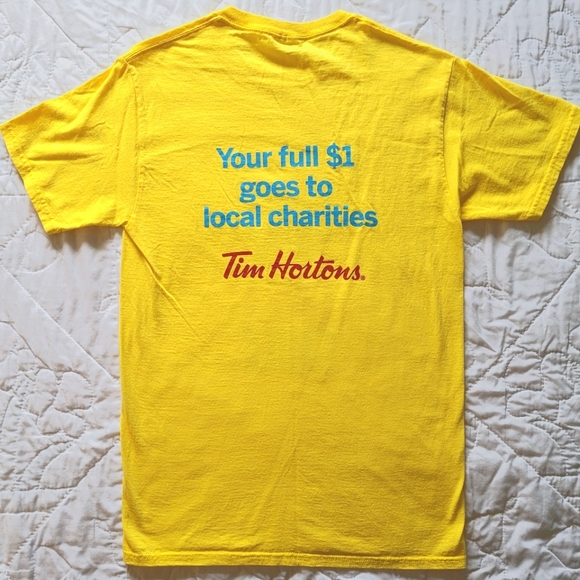 Your full $1
goes to
local charities
Tim Hortons®